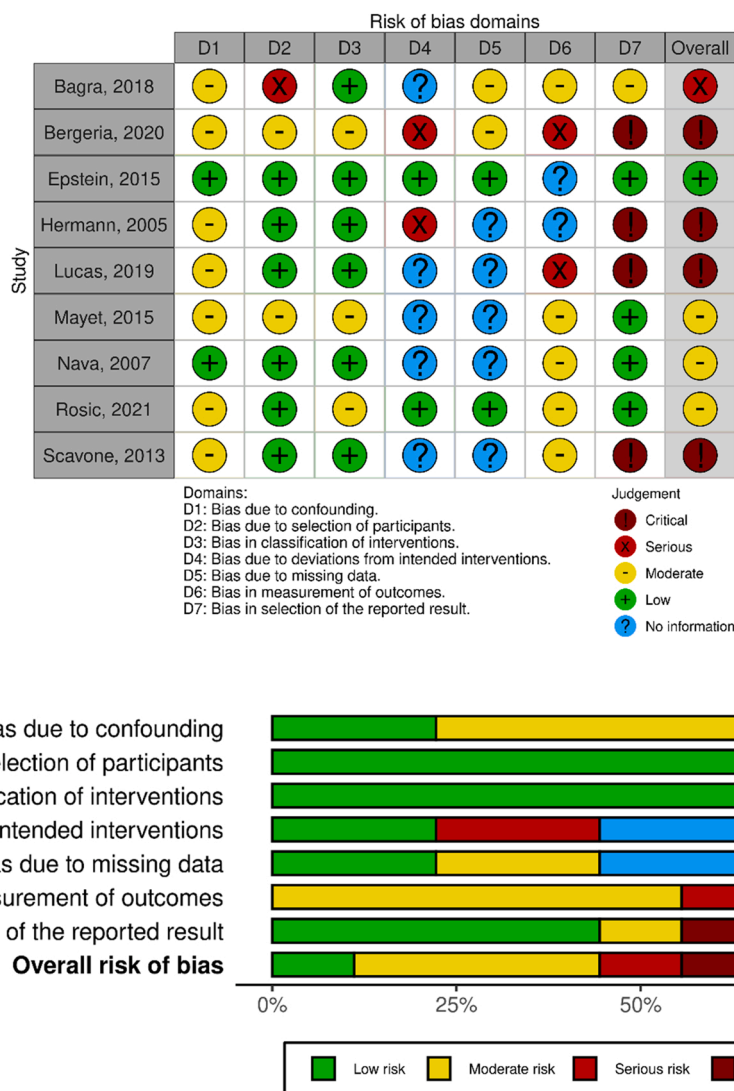 Risk of bias domains
D1 D2 D3 D4 D5 D6 D7 Overall
Study
Bagra, 2018 - X + ? - - - X
Bergeria, 2020 - - - X - X ! !
Epstein, 2015 + + + + + ? + +
Hermann, 2005 - + + X ? ? ! !
Lucas, 2019 - + + ? ? X ! !
Mayet, 2015 - - - ? ? - + -
Nava, 2007 + + + ? ? - + -
Rosic, 2021 - + - + + - + -
Scavone, 2013 - + + ? ? - ! !
Domains:
D1: Bias due to confounding.
D2: Bias due to selection of participants.
D3: Bias in classification of interventions.
D4: Bias due to deviations from intended interventions.
D5: Bias due to missing data.
D6: Bias in measurement of outcomes.
D7: Bias in selection of the reported result.
Judgement
! Critical
X Serious
- Moderate
+ Low
? No information
as due to confounding
lection of participants
cation of interventions
ntended interventions
s due to missing data
surement of outcomes
of the reported result
Overall risk of bias
0% 25% 50%
Low risk Moderate risk Serious risk